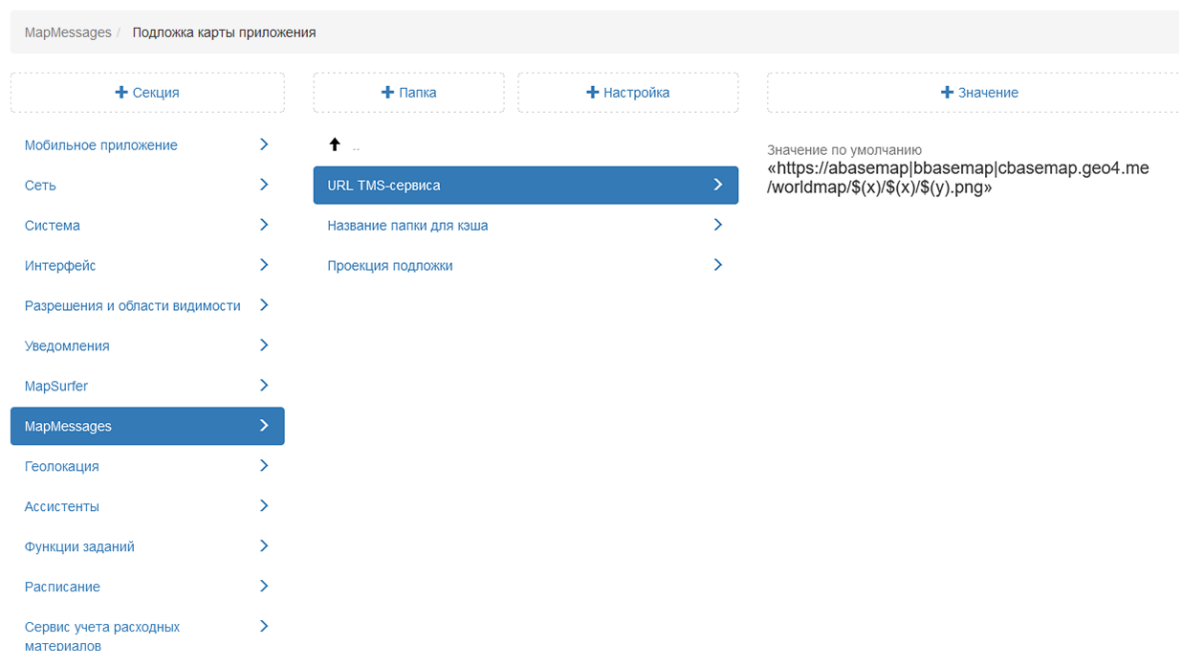 MapMessages / Подложка карты приложения
+ Секция
+ Папка
+ Настройка
+ Значение
Мобильное приложение
Сеть
Система
Интерфейс
Разрешения и области видимости
Уведомления
MapSurfer
MapMessages
Геолокация
Ассистенты
Функции заданий
Расписание
Сервис учета расходных
материалов
..
URL TMS-сервиса
Название папки для кэша
Проекция подложки
Значение по умолчанию
«https://abasemap|bbasemap|cbasemap.geo4.me
/worldmap/$(x)/$(x)/$(y).png»